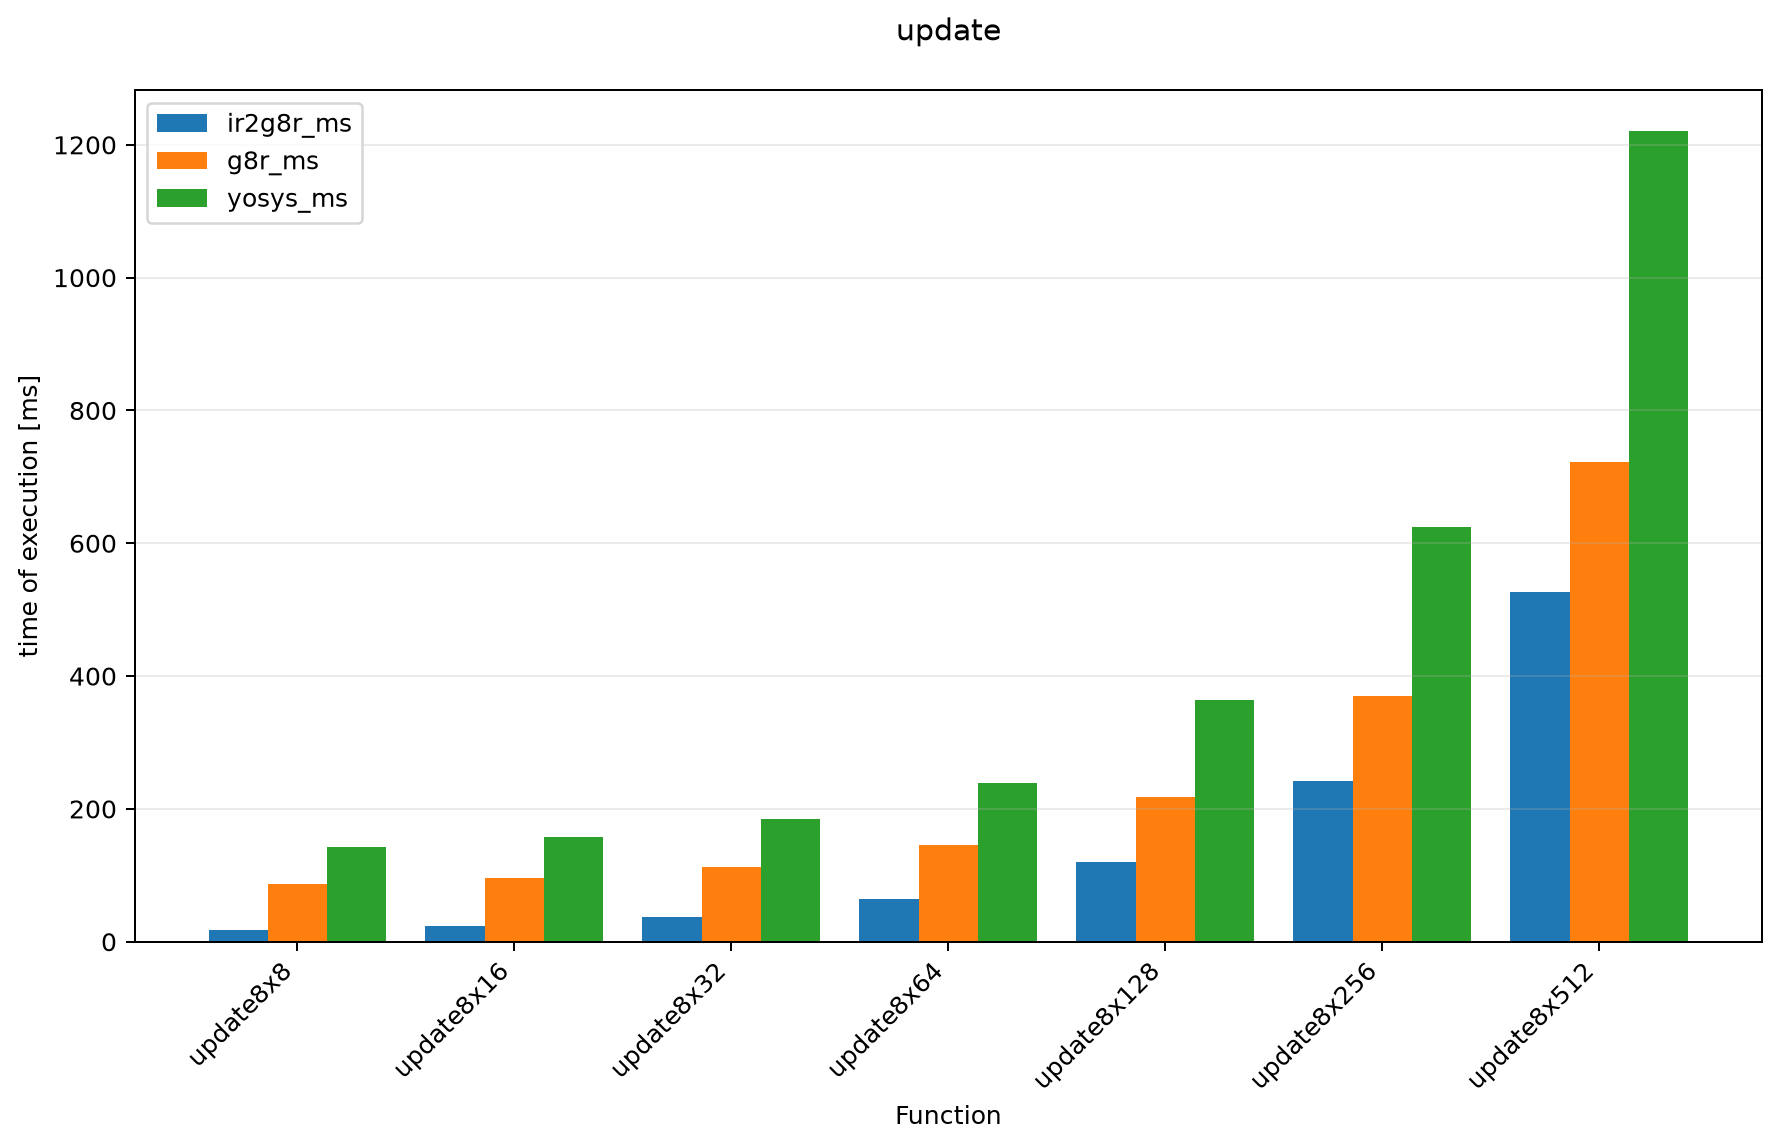 update
ir2g8r_ms
g8r_ms
yosys_ms
time of execution [ms]
1200
1000
800
600
400
200
0
update8x8
update8x16
update8x32
update8x64
update8x128
update8x256
update8x512
Function